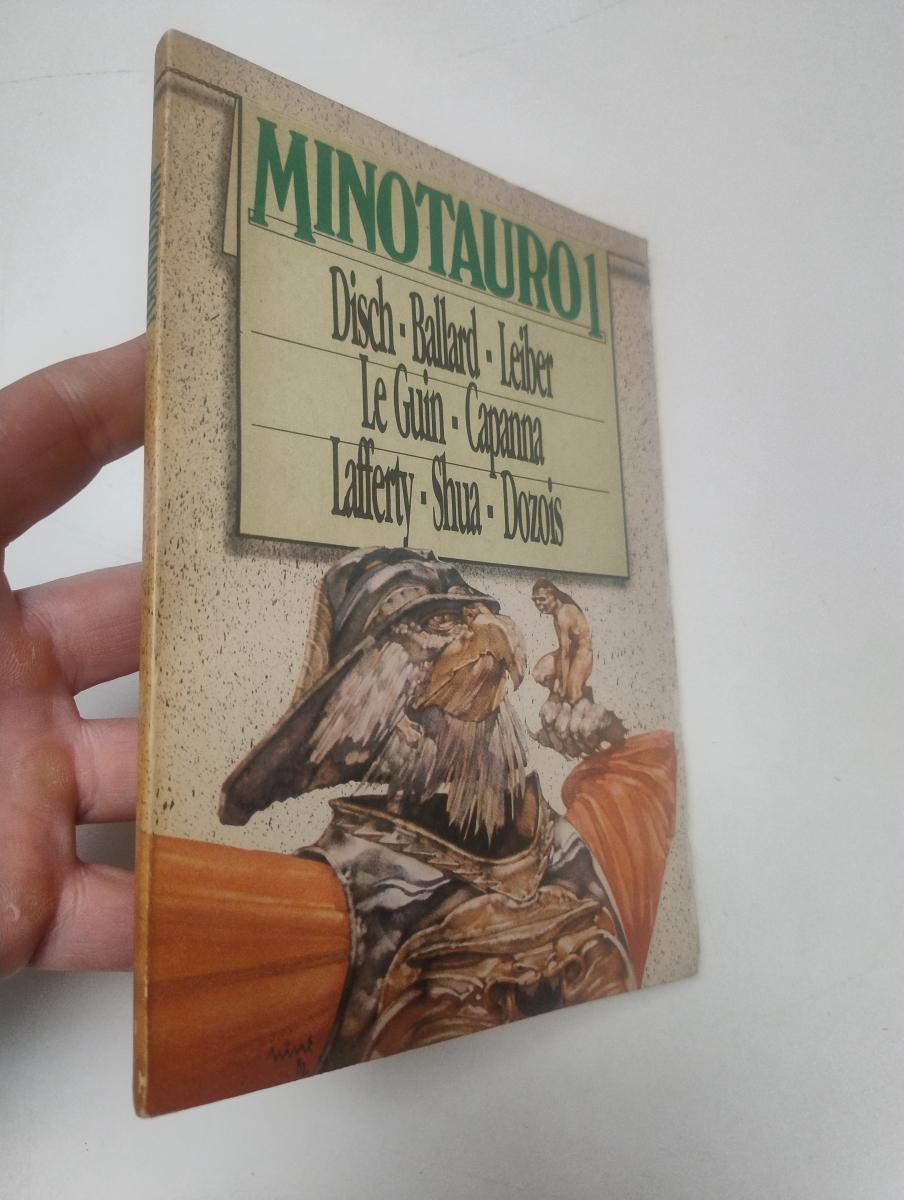 MINOTAURO 1
Disch · Ballard · Leiber
Le Guin · Capanna
Lafferty · Shua · Dozois